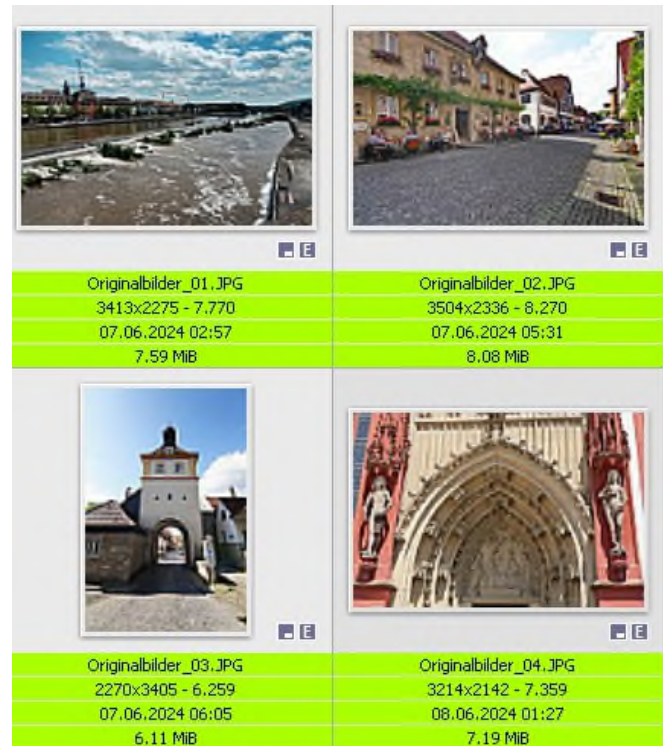 E
E
Originalbilder_01.JPG
3413x2275 - 7.770
07.06.2024 02:57
7.59 MiB
Originalbilder_02.JPG
3504x2336 - 8.270
07.06.2024 05:31
8.08 MiB
E
E
Originalbilder_03.JPG
2270x3405 - 6.259
07.06.2024 06:05
6.11 MiB
Originalbilder_04.JPG
3214x2142 - 7.359
08.06.2024 01:27
7.19 MiB